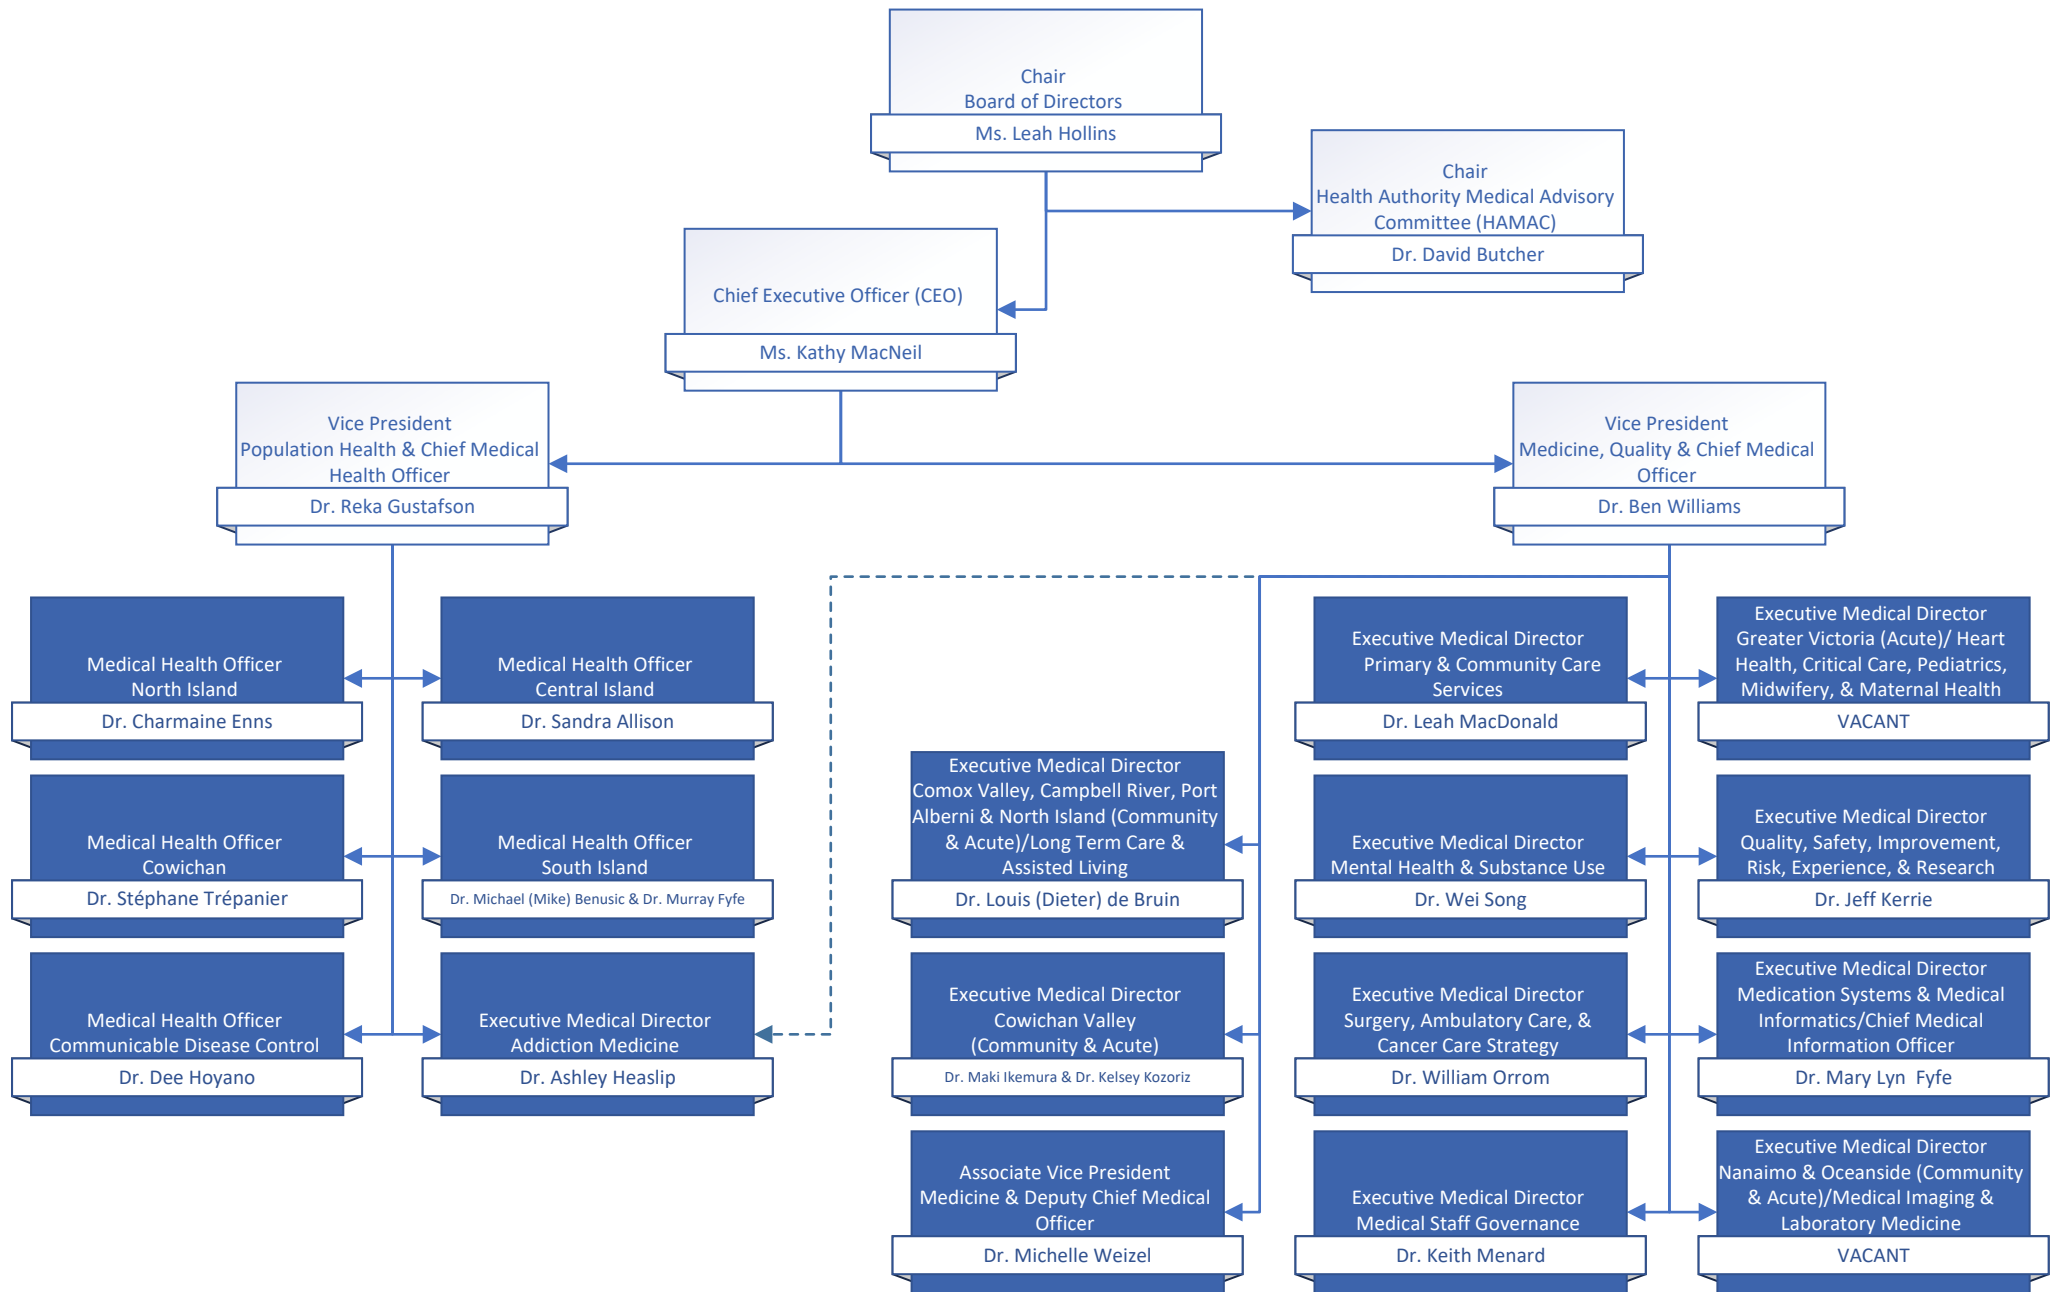 Chair
Board of Directors
Ms. Leah Hollins
Chair
Health Authority Medical Advisory
Committee (HAMAC)
Dr. David Butcher
Chief Executive Officer (CEO)
Ms. Kathy MacNeil
Vice President
Population Health & Chief Medical
Health Officer
Dr. Reka Gustafson
Vice President
Medicine, Quality & Chief Medical
Officer
Dr. Ben Williams
Medical Health Officer
North Island
Dr. Charmaine Enns
Medical Health Officer
Central Island
Dr. Sandra Allison
Medical Health Officer
Cowichan
Dr. Stéphane Trépanier
Medical Health Officer
South Island
Dr. Michael (Mike) Benusic & Dr. Murray Fyfe
Medical Health Officer
Communicable Disease Control
Dr. Dee Hoyano
Executive Medical Director
Addiction Medicine
Dr. Ashley Heaslip
Executive Medical Director
Comox Valley, Campbell River, Port
Alberni & North Island (Community
& Acute)/Long Term Care &
Assisted Living
Dr. Louis (Dieter) de Bruin
Executive Medical Director
Cowichan Valley
(Community & Acute)
Dr. Maki Ikemura & Dr. Kelsey Kozoriz
Associate Vice President
Medicine & Deputy Chief Medical
Officer
Dr. Michelle Weizel
Executive Medical Director
Primary & Community Care
Services
Dr. Leah MacDonald
Executive Medical Director
Greater Victoria (Acute)/ Heart
Health, Critical Care, Pediatrics,
Midwifery, & Maternal Health
VACANT
Executive Medical Director
Mental Health & Substance Use
Dr. Wei Song
Executive Medical Director
Quality, Safety, Improvement,
Risk, Experience, & Research
Dr. Jeff Kerrie
Executive Medical Director
Surgery, Ambulatory Care, &
Cancer Care Strategy
Dr. William Orrom
Executive Medical Director
Medication Systems & Medical
Informatics/Chief Medical
Information Officer
Dr. Mary Lyn  Fyfe
Executive Medical Director
Medical Staff Governance
Dr. Keith Menard
Executive Medical Director
Nanaimo & Oceanside (Community
& Acute)/Medical Imaging &
Laboratory Medicine
VACANT